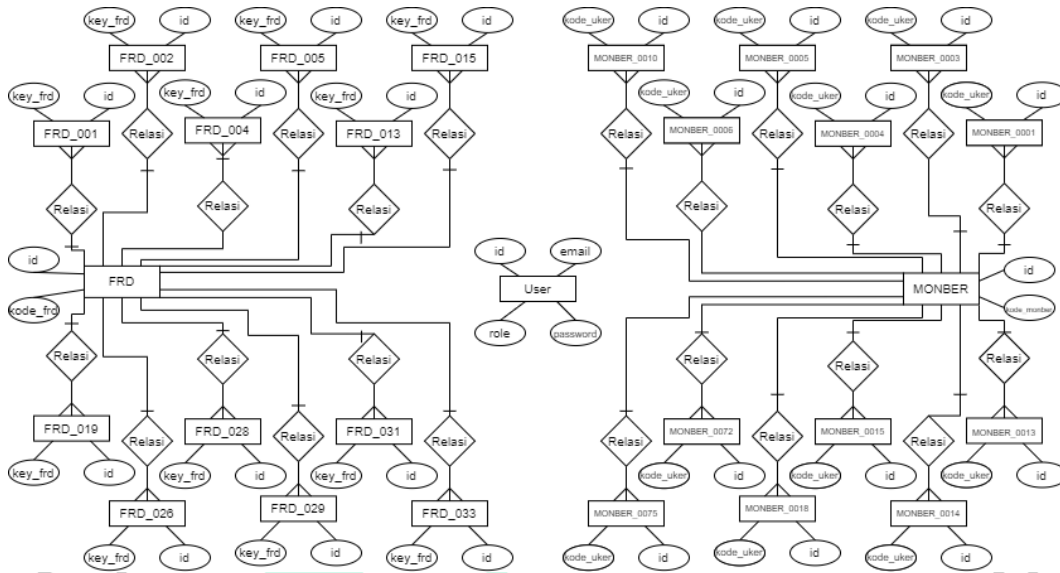 key_frd id key_frd id key_frd id kode_uker id kode_uker id kode_uker id
FRD_002 FRD_005 FRD_015 MONBER_0010 MONBER_0005 MONBER_0003
key_frd id key_frd id key_frd id kode_uker id kode_uker id kode_uker id
FRD_001 Relasi FRD_004 Relasi FRD_013 Relasi Relasi MONBER_0006 Relasi MONBER_0004 Relasi MONBER_0001
Relasi Relasi Relasi Relasi Relasi Relasi
id id email id
FRD User MONBER
kode_frd role password kode_monber
Relasi Relasi Relasi Relasi Relasi Relasi
FRD_019 Relasi FRD_028 Relasi FRD_031 Relasi Relasi MONBER_0072 Relasi MONBER_0015 Relasi MONBER_0013
key_frd id key_frd id key_frd id kode_uker id kode_uker id kode_uker id
FRD_026 FRD_029 FRD_033 MONBER_0075 MONBER_0018 MONBER_0014
key_frd id key_frd id key_frd id kode_uker id kode_uker id kode_uker id